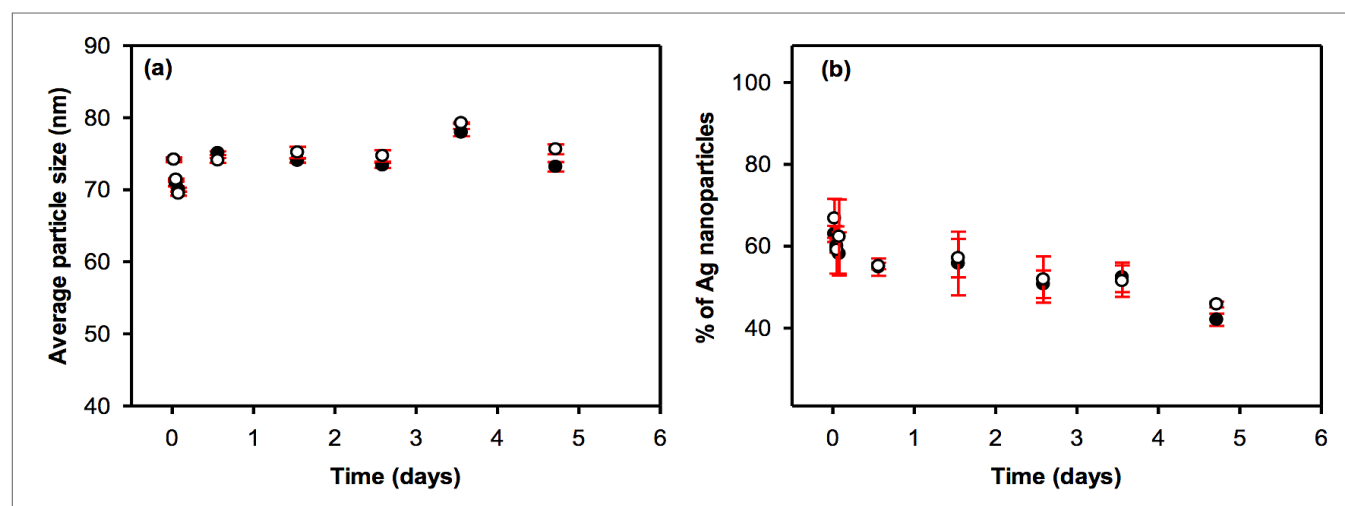 (a)
Average particle size (nm)
90
80
70
60
50
40
0 1 2 3 4 5 6
Time (days)
(b)
% of Ag nanoparticles
100
80
60
40
0 1 2 3 4 5 6
Time (days)